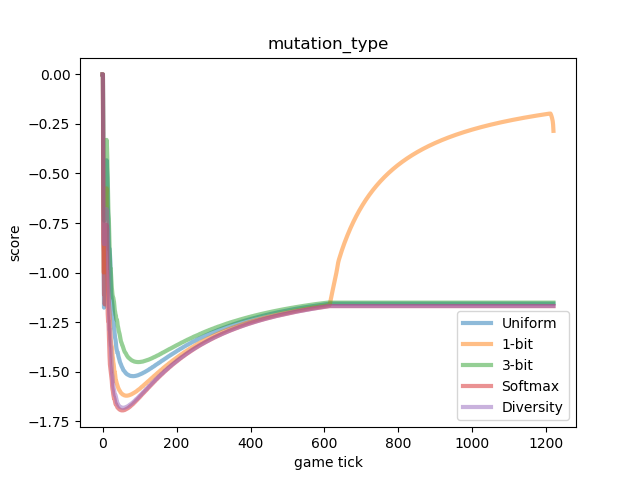 mutation_type
0.00
−0.25
−0.50
−0.75
−1.00
−1.25
−1.50
−1.75
score
0
200
400
600
800
1000
1200
game tick
Uniform
1-bit
3-bit
Softmax
Diversity